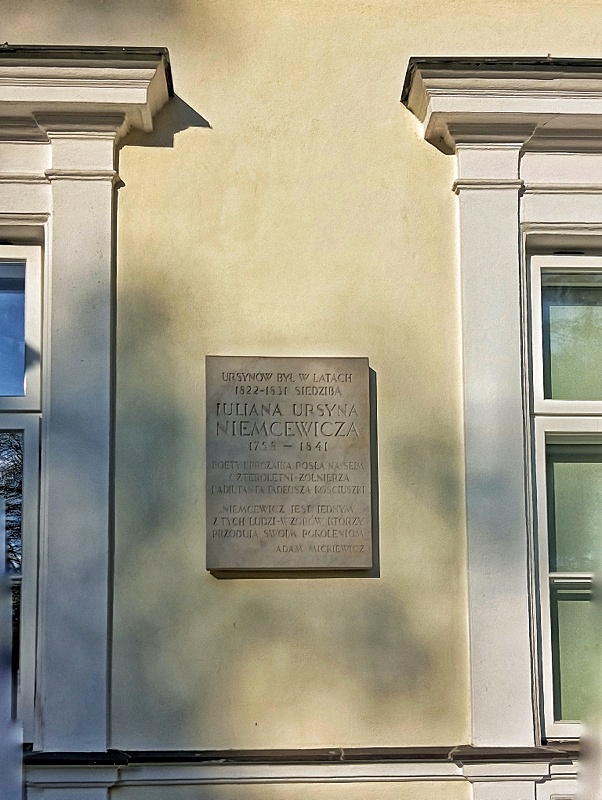 URSYNÓW BYŁ W LATACH
1822-1831 SIEDZIBĄ
JULIANA URSYNA
NIEMCEWICZA
1758 – 1841
POETY I PROZAIKA POSŁA NA SEJM
CZTEROLETNI-ŻOŁNIERZA
I ADIUTANTA TADEUSZA KOŚCIUSZKI
„NIEMCEWICZ JEST JEDNYM
Z TYCH LUDZI-WZORÓW, KTÓRZY
PRZODUJĄ SWOIM POKOLENIOM"
ADAM MICKIEWICZ